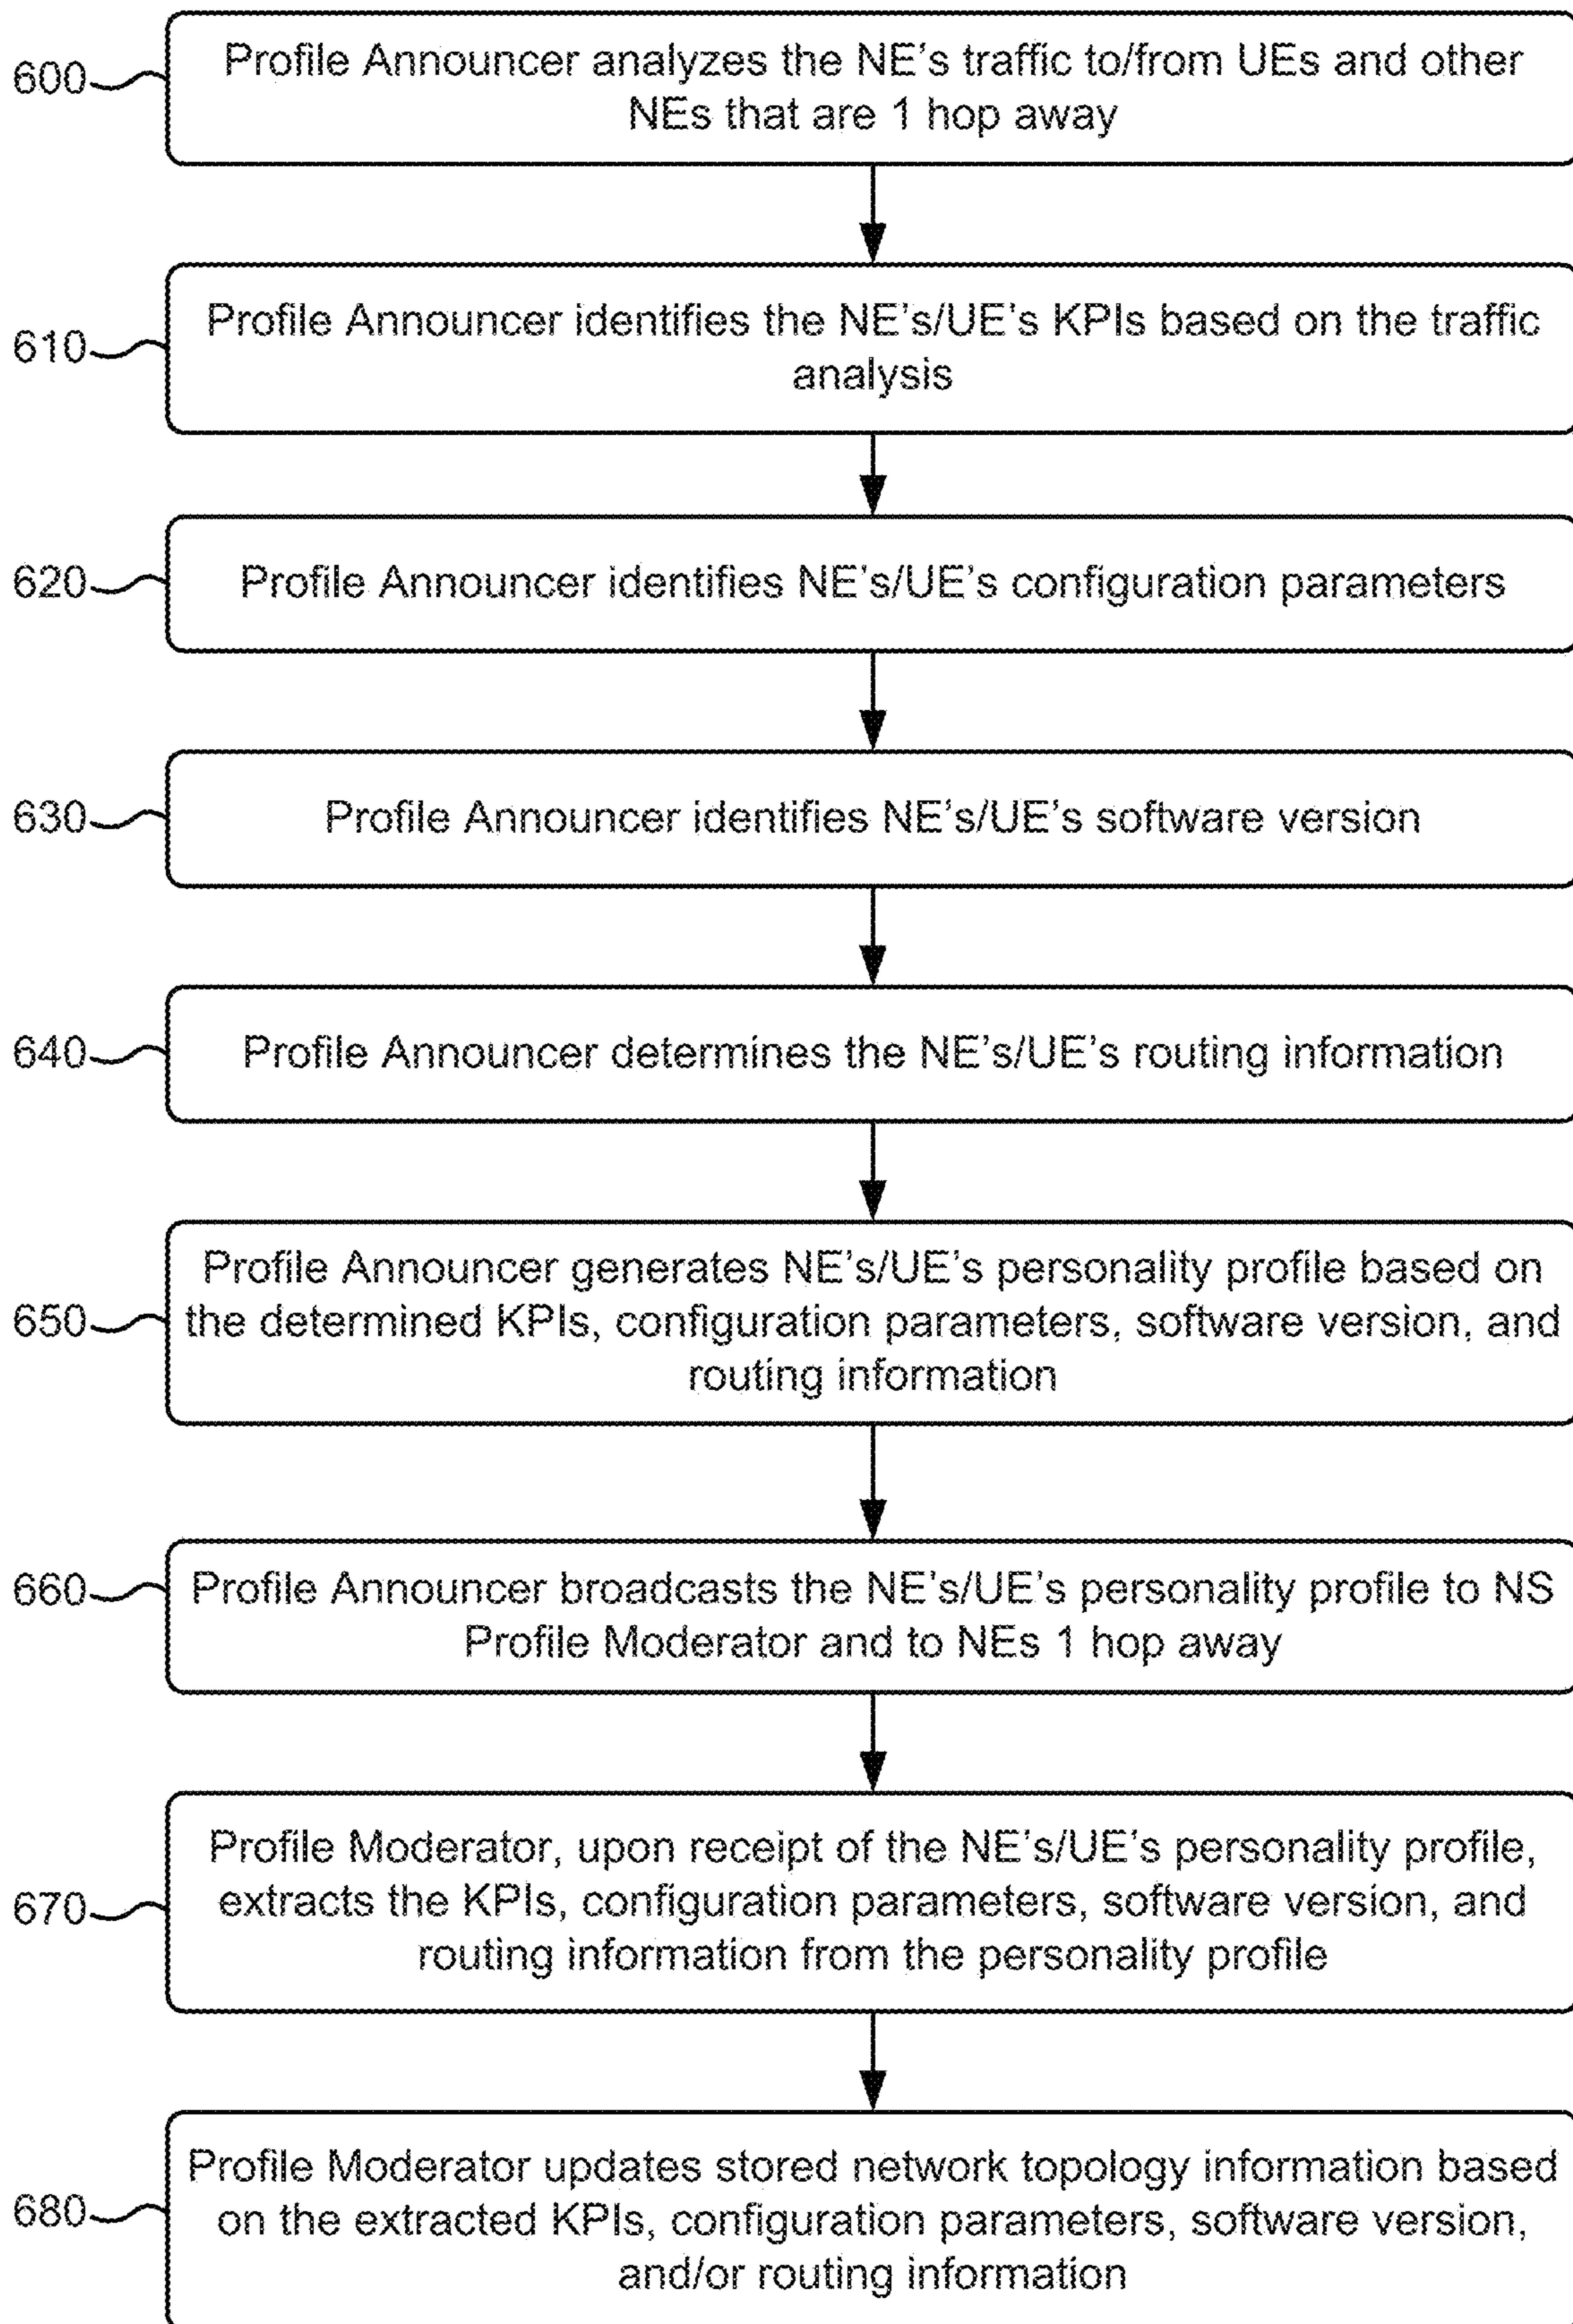 600
Profile Announcer analyzes the NE's traffic to/from UEs and other
NEs that are 1 hop away
610
Profile Announcer identifies the NE's/UE's KPIs based on the traffic
analysis
620
Profile Announcer identifies NE's/UE's configuration parameters
630
Profile Announcer identifies NE's/UE's software version
640
Profile Announcer determines the NE's/UE's routing information
650
Profile Announcer generates NE's/UE's personality profile based on
the determined KPIs, configuration parameters, software version, and
routing information
660
Profile Announcer broadcasts the NE's/UE's personality profile to NS
Profile Moderator and to NEs 1 hop away
670
Profile Moderator, upon receipt of the NE's/UE's personality profile,
extracts the KPIs, configuration parameters, software version, and
routing information from the personality profile
680
Profile Moderator updates stored network topology information based
on the extracted KPIs, configuration parameters, software version,
and/or routing information